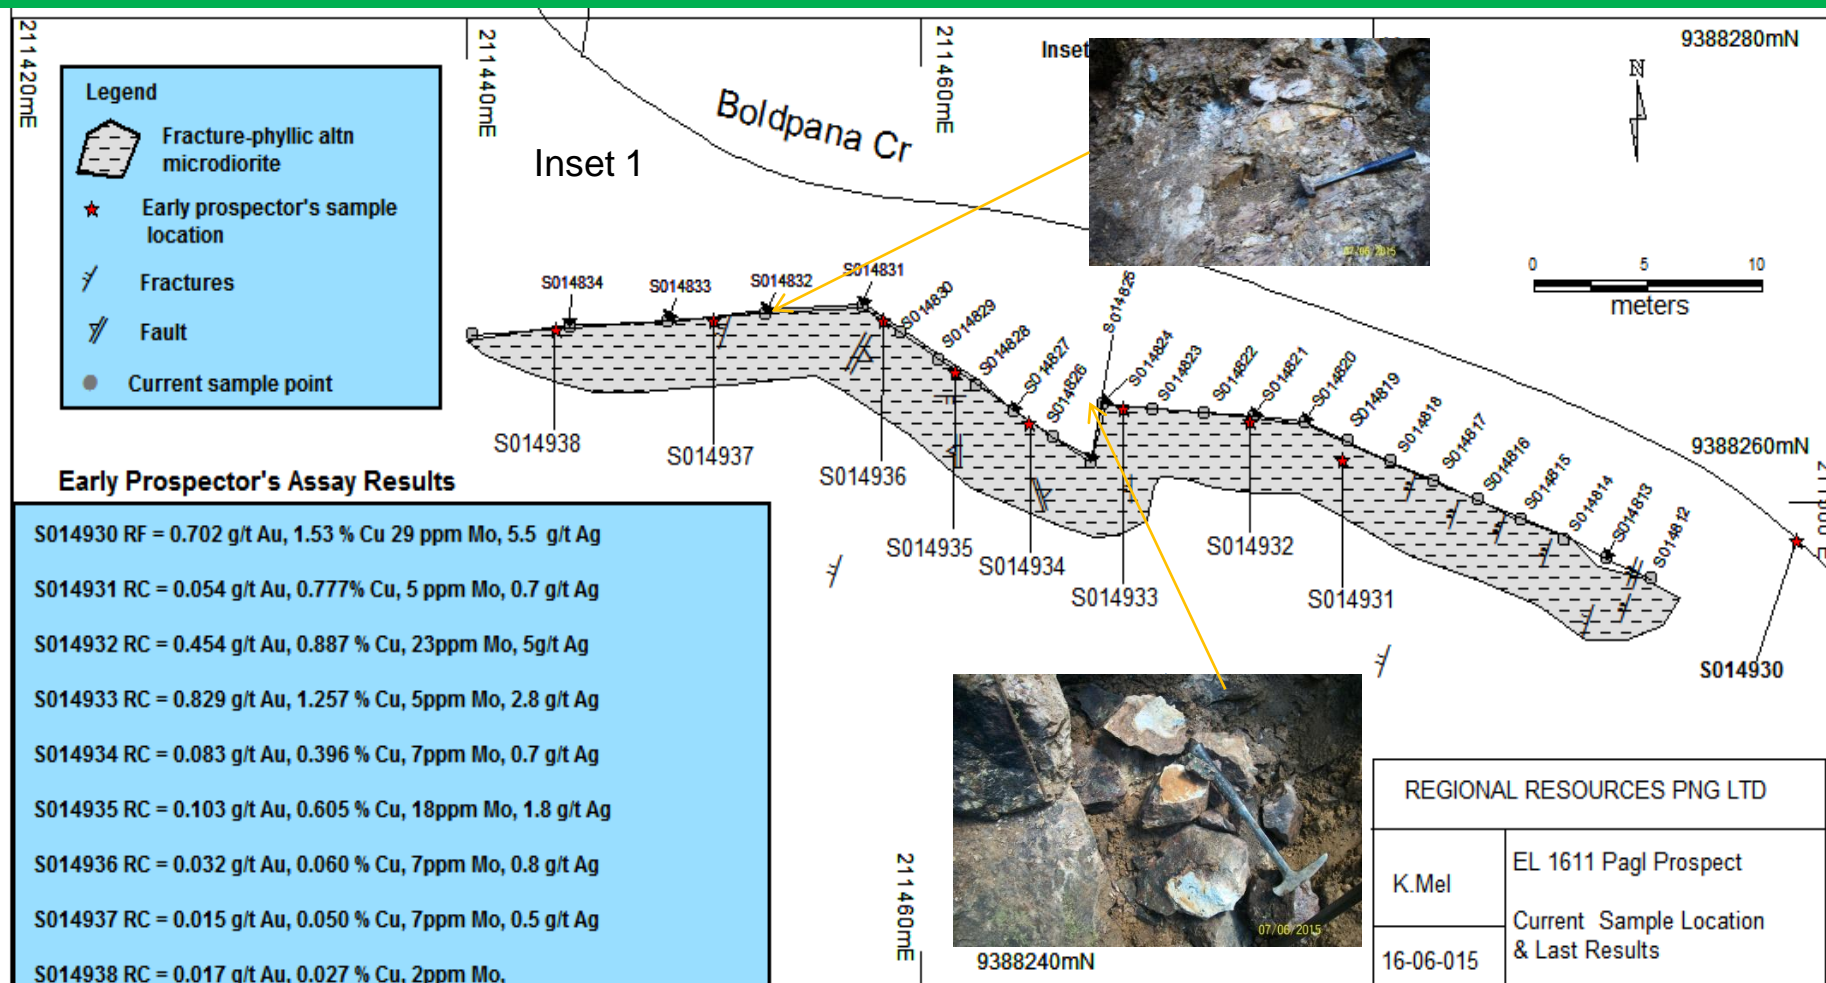 211420mE
211440mE
211460mE
Inset
9388280mN
N
Legend
Fracture-phyllic altn
microdiorite
Early prospector's sample
location
Fractures
Fault
Current sample point
Boldpana Cr
Inset 1
07/06/2015
0 5 10
meters
S014834
S014833
S014832
S014831
S014830
S014829
S014828
S014827
S014826
S014825
S014824
S014823
S014822
S014821
S014820
S014819
S014818
S014817
S014816
S014815
S014814
S014813
S014812
9388260mN
S014938
S014937
S014936
S014935
S014934
S014933
S014932
S014931
S014930
Early Prospector's Assay Results
S014930 RF = 0.702 g/t Au, 1.53 % Cu 29 ppm Mo, 5.5 g/t Ag
S014931 RC = 0.054 g/t Au, 0.777% Cu, 5 ppm Mo, 0.7 g/t Ag
S014932 RC = 0.454 g/t Au, 0.887 % Cu, 23ppm Mo, 5g/t Ag
S014933 RC = 0.829 g/t Au, 1.257 % Cu, 5ppm Mo, 2.8 g/t Ag
S014934 RC = 0.083 g/t Au, 0.396 % Cu, 7ppm Mo, 0.7 g/t Ag
S014935 RC = 0.103 g/t Au, 0.605 % Cu, 18ppm Mo, 1.8 g/t Ag
S014936 RC = 0.032 g/t Au, 0.060 % Cu, 7ppm Mo, 0.8 g/t Ag
S014937 RC = 0.015 g/t Au, 0.050 % Cu, 7ppm Mo, 0.5 g/t Ag
S014938 RC = 0.017 g/t Au, 0.027 % Cu, 2ppm Mo,
07/06/2015
211460mE
9388240mN
REGIONAL RESOURCES PNG LTD
K.Mel
EL 1611 Pagl Prospect
Current Sample Location
& Last Results
16-06-015